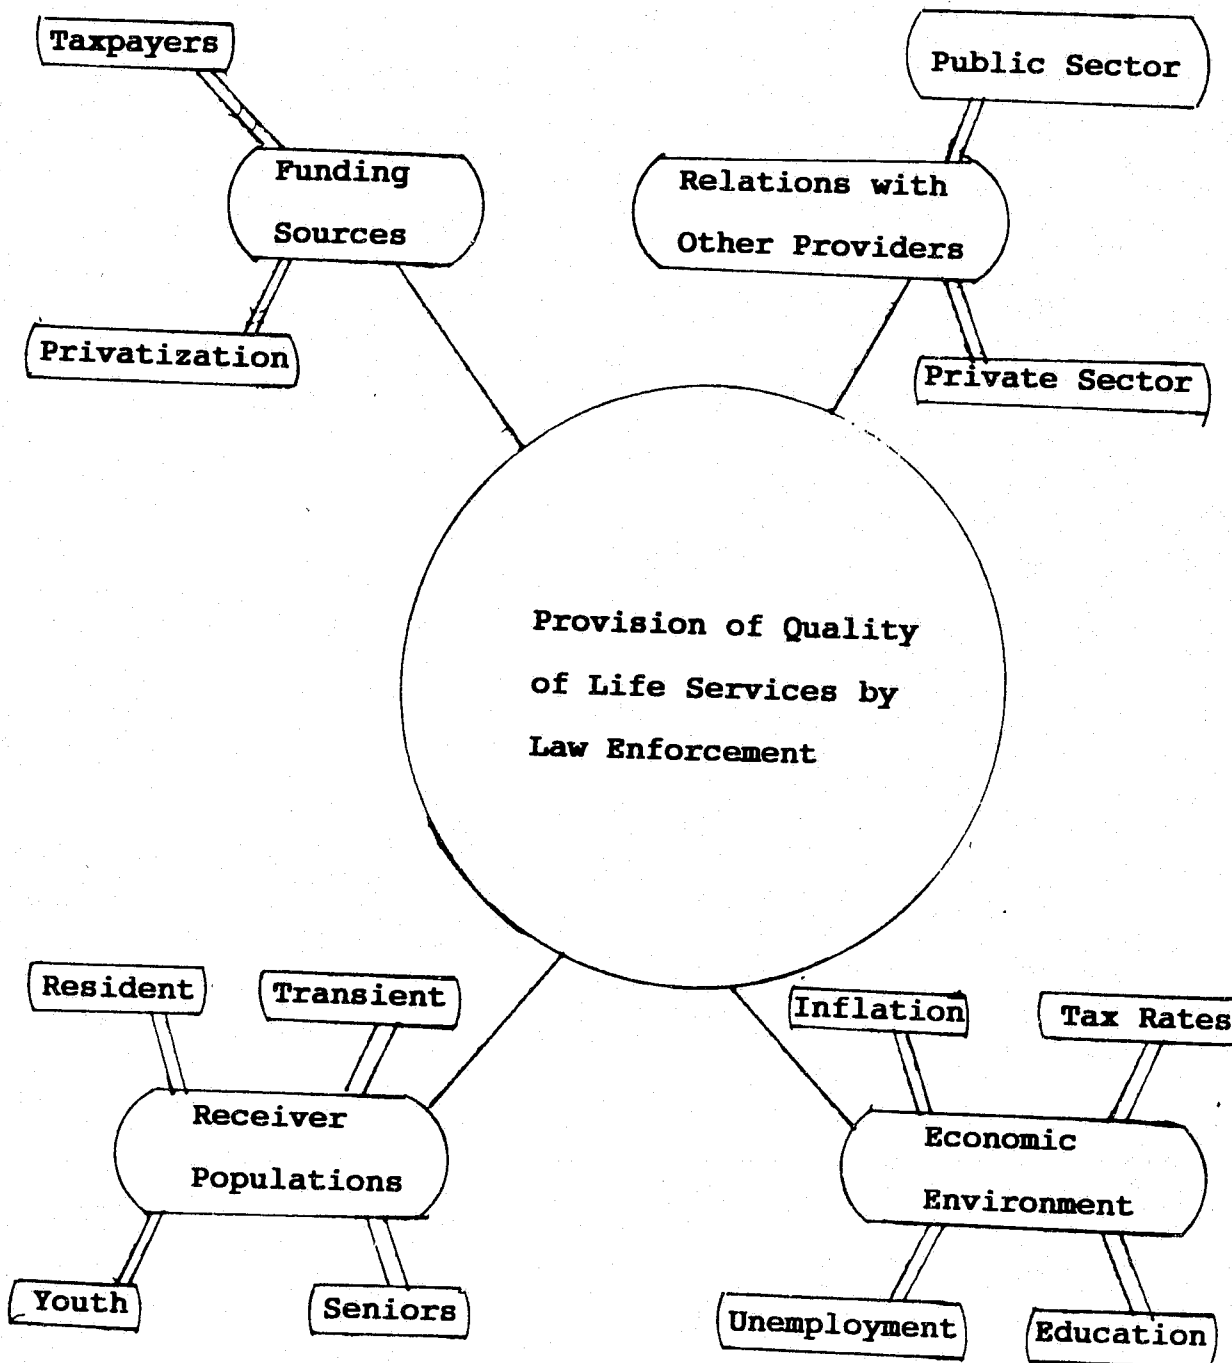 Taxpayers
Public Sector
Funding
Sources
Relations with
Other Providers
Privatization
Private Sector
Provision of Quality
of Life Services by
Law Enforcement
Resident
Transient
Inflation
Tax Rates
Receiver
Populations
Economic
Environment
Youth
Seniors
Unemployment
Education